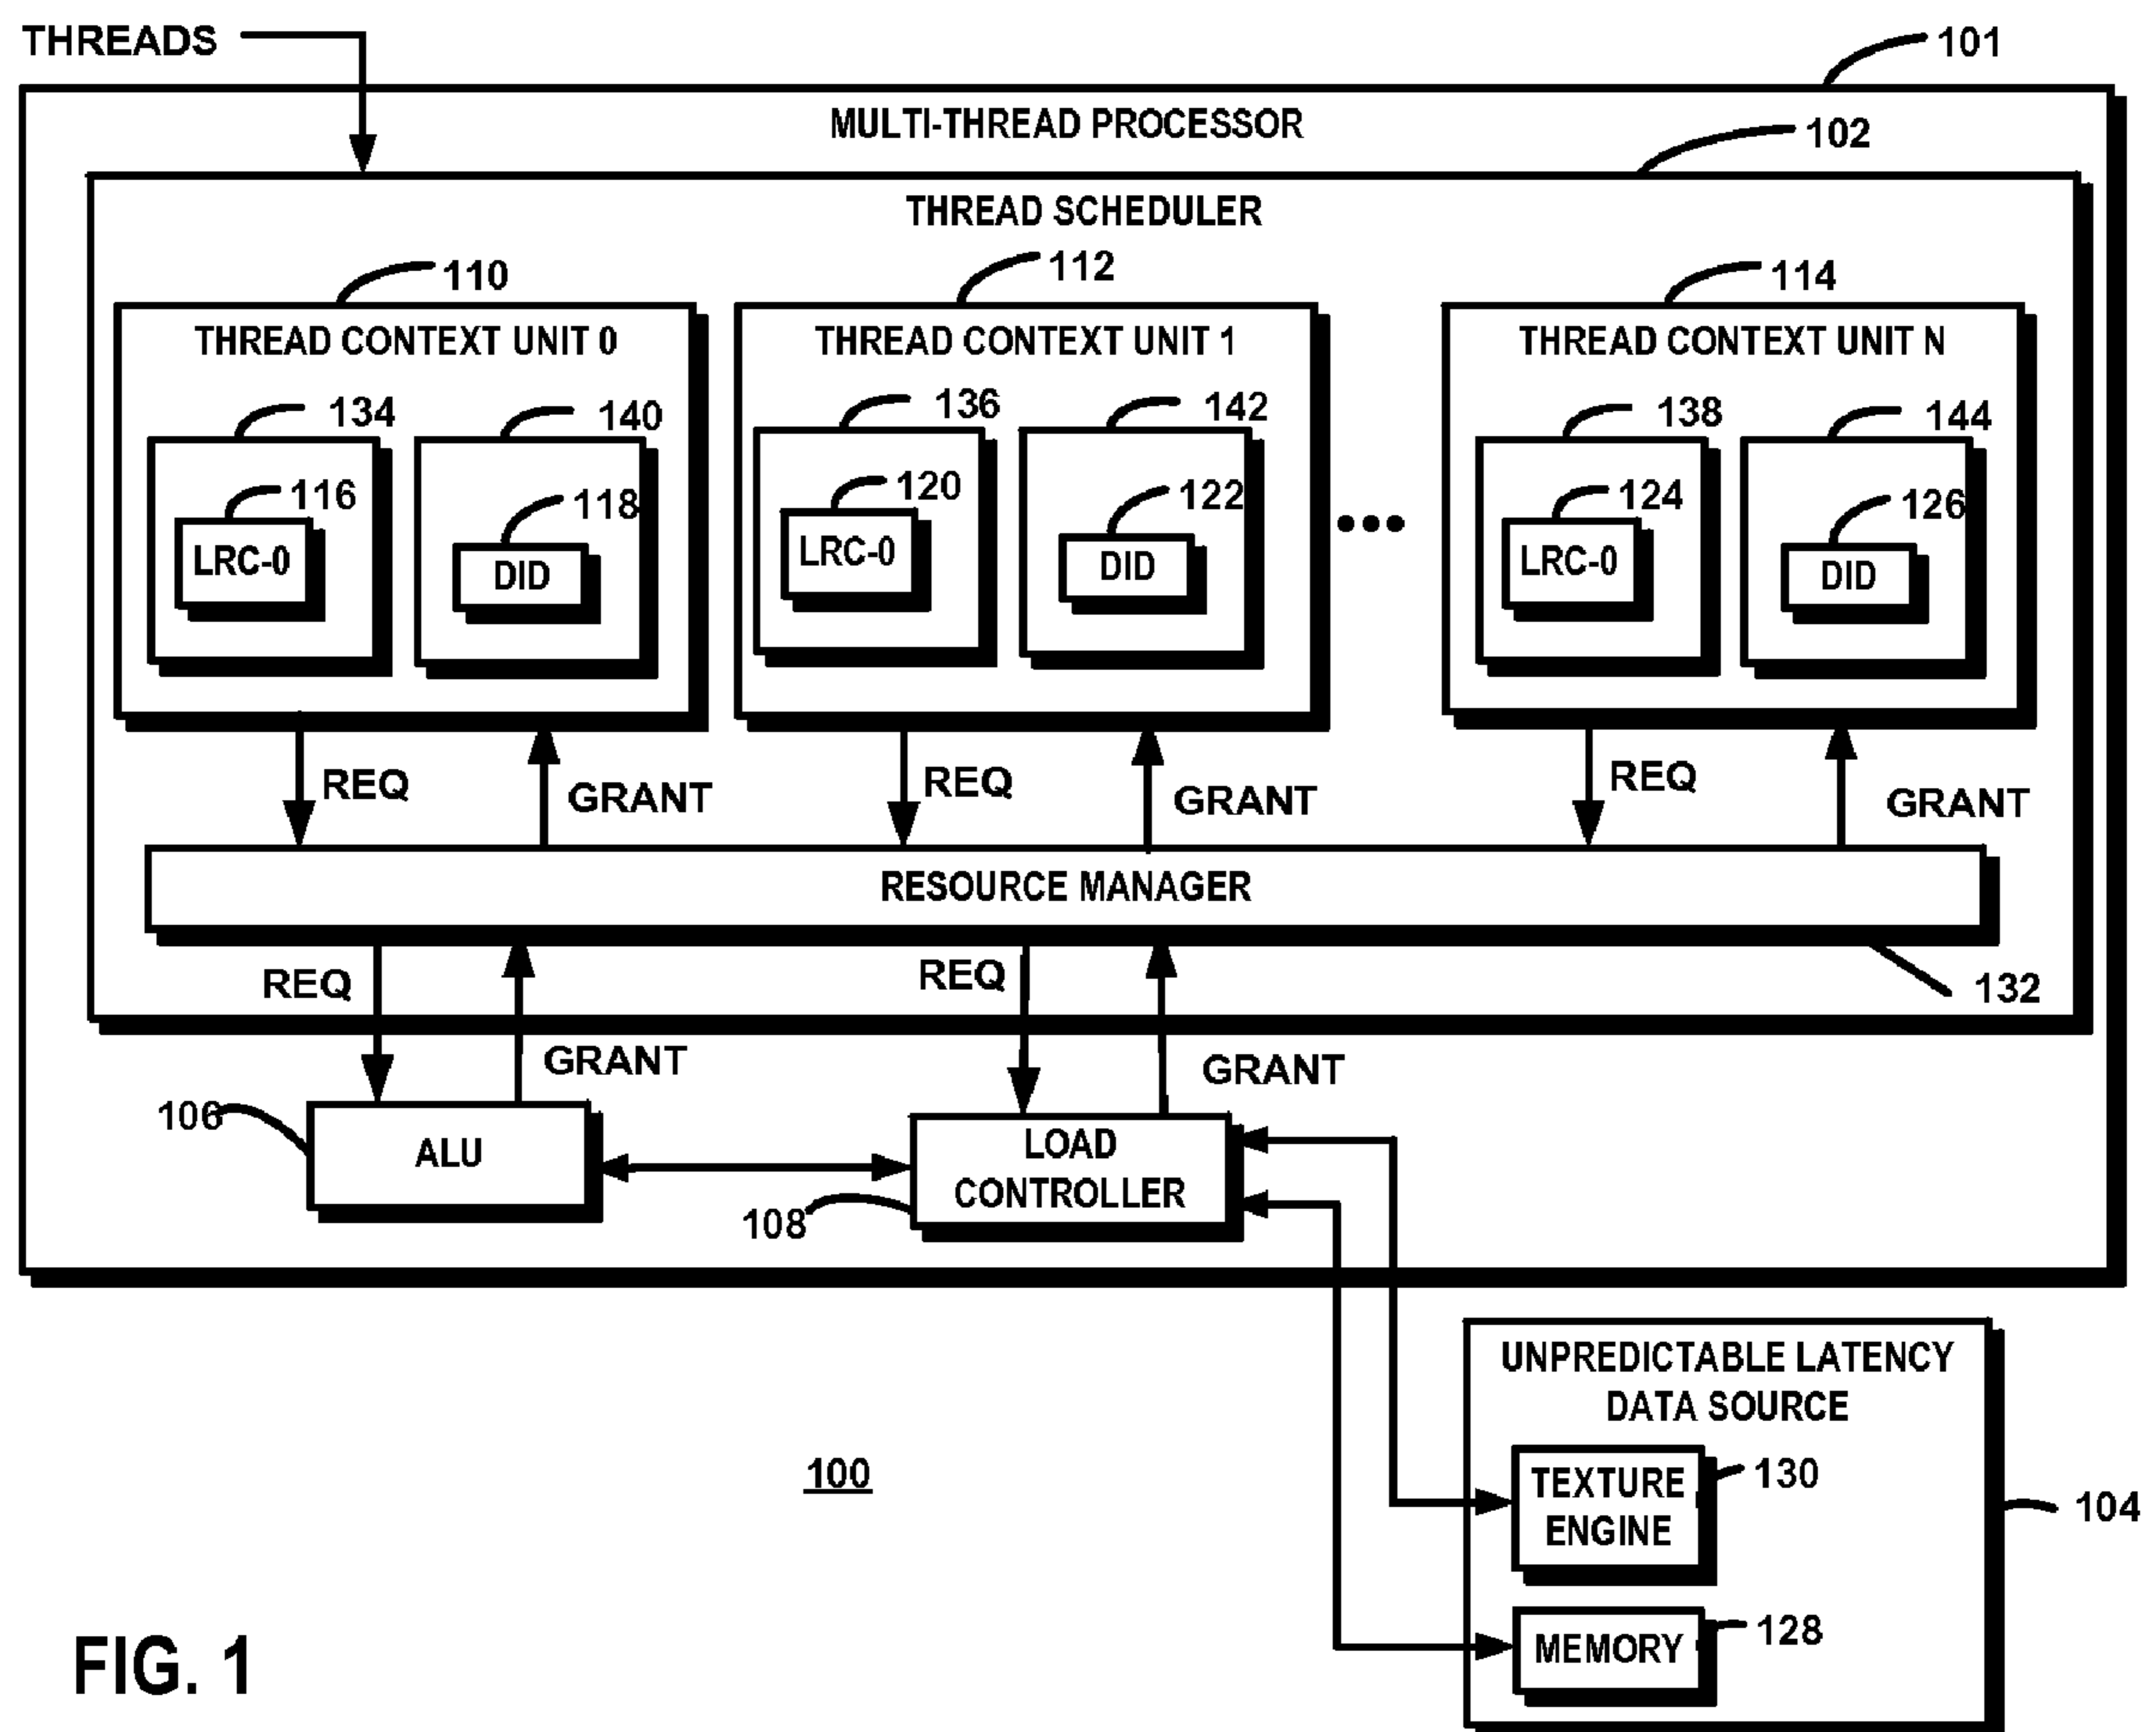 THREADS
101
MULTI-THREAD PROCESSOR
102
THREAD SCHEDULER
110
112
114
THREAD CONTEXT UNIT 0
THREAD CONTEXT UNIT 1
THREAD CONTEXT UNIT N
134
140
136
142
138
144
116
118
120
122
124
126
LRC-0
DID
LRC-0
DID
LRC-0
DID
•••
REQ
GRANT
REQ
GRANT
REQ
GRANT
RESOURCE MANAGER
REQ
REQ
132
GRANT
GRANT
106
ALU
LOAD
CONTROLLER
108
UNPREDICTABLE LATENCY
DATA SOURCE
100
TEXTURE
ENGINE
130
104
MEMORY
128
FIG. 1